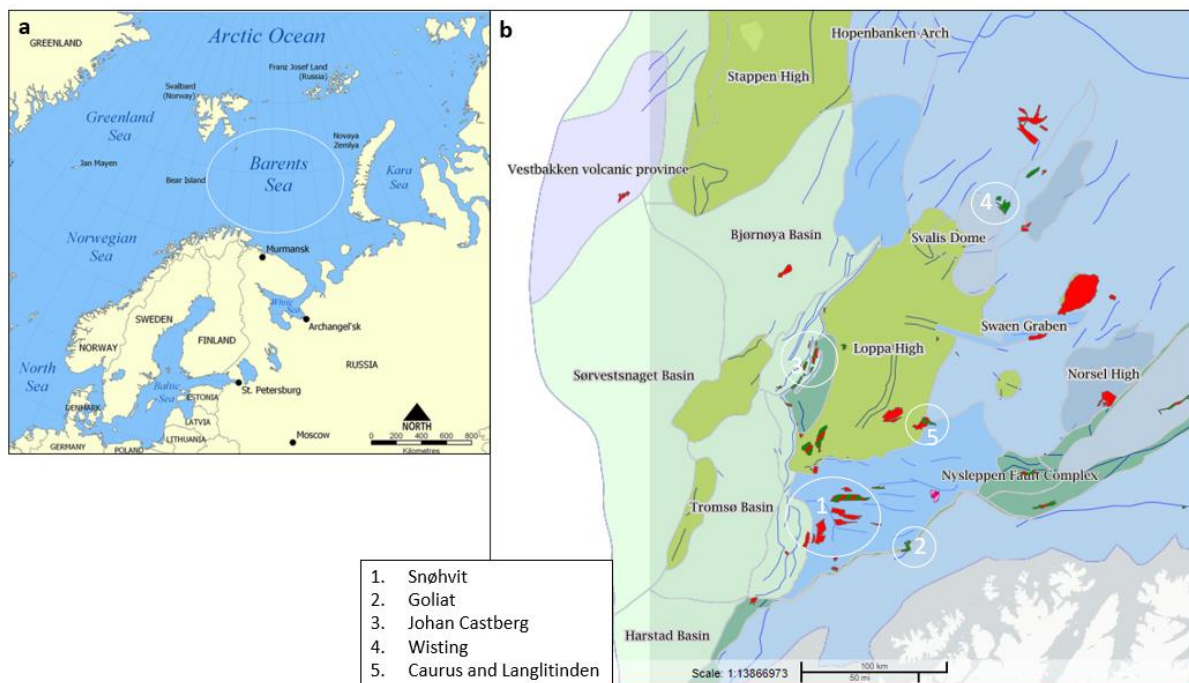 a
GREENLAND
Arctic Ocean
Franz Josef Land
(Russia)
Svalbard
(Norway)
Greenland
Sea
Novaya
Zemlya
Jan Mayen
Barents
Sea
Kara
Sea
Bear Island
Norwegian
Sea
Murmansk
White
Sea
Archangel'sk
SWEDEN
FINLAND
NORWAY
RUSSIA
North
Sea
Baltic
Sea
St. Petersburg
ESTONIA
DENMARK
LATVIA
LITHUANIA
Moscow
GERMANY
POLAND
NORTH
0 200 400 600 800
Kilometres
b
Hopenbanken Arch
Stappen High
Vestbakken volcanic province
4
Bjørnøya Basin
Svalis Dome
Swaen Graben
3
Loppa High
Sørvestsnaget Basin
Norsel High
5
Nysleppen Fault Complex
1
Tromsø Basin
2
Harstad Basin
Scale: 1:13866973
100 km
50 mi
1. Snøhvit
2. Goliat
3. Johan Castberg
4. Wisting
5. Caurus and Langlitinden